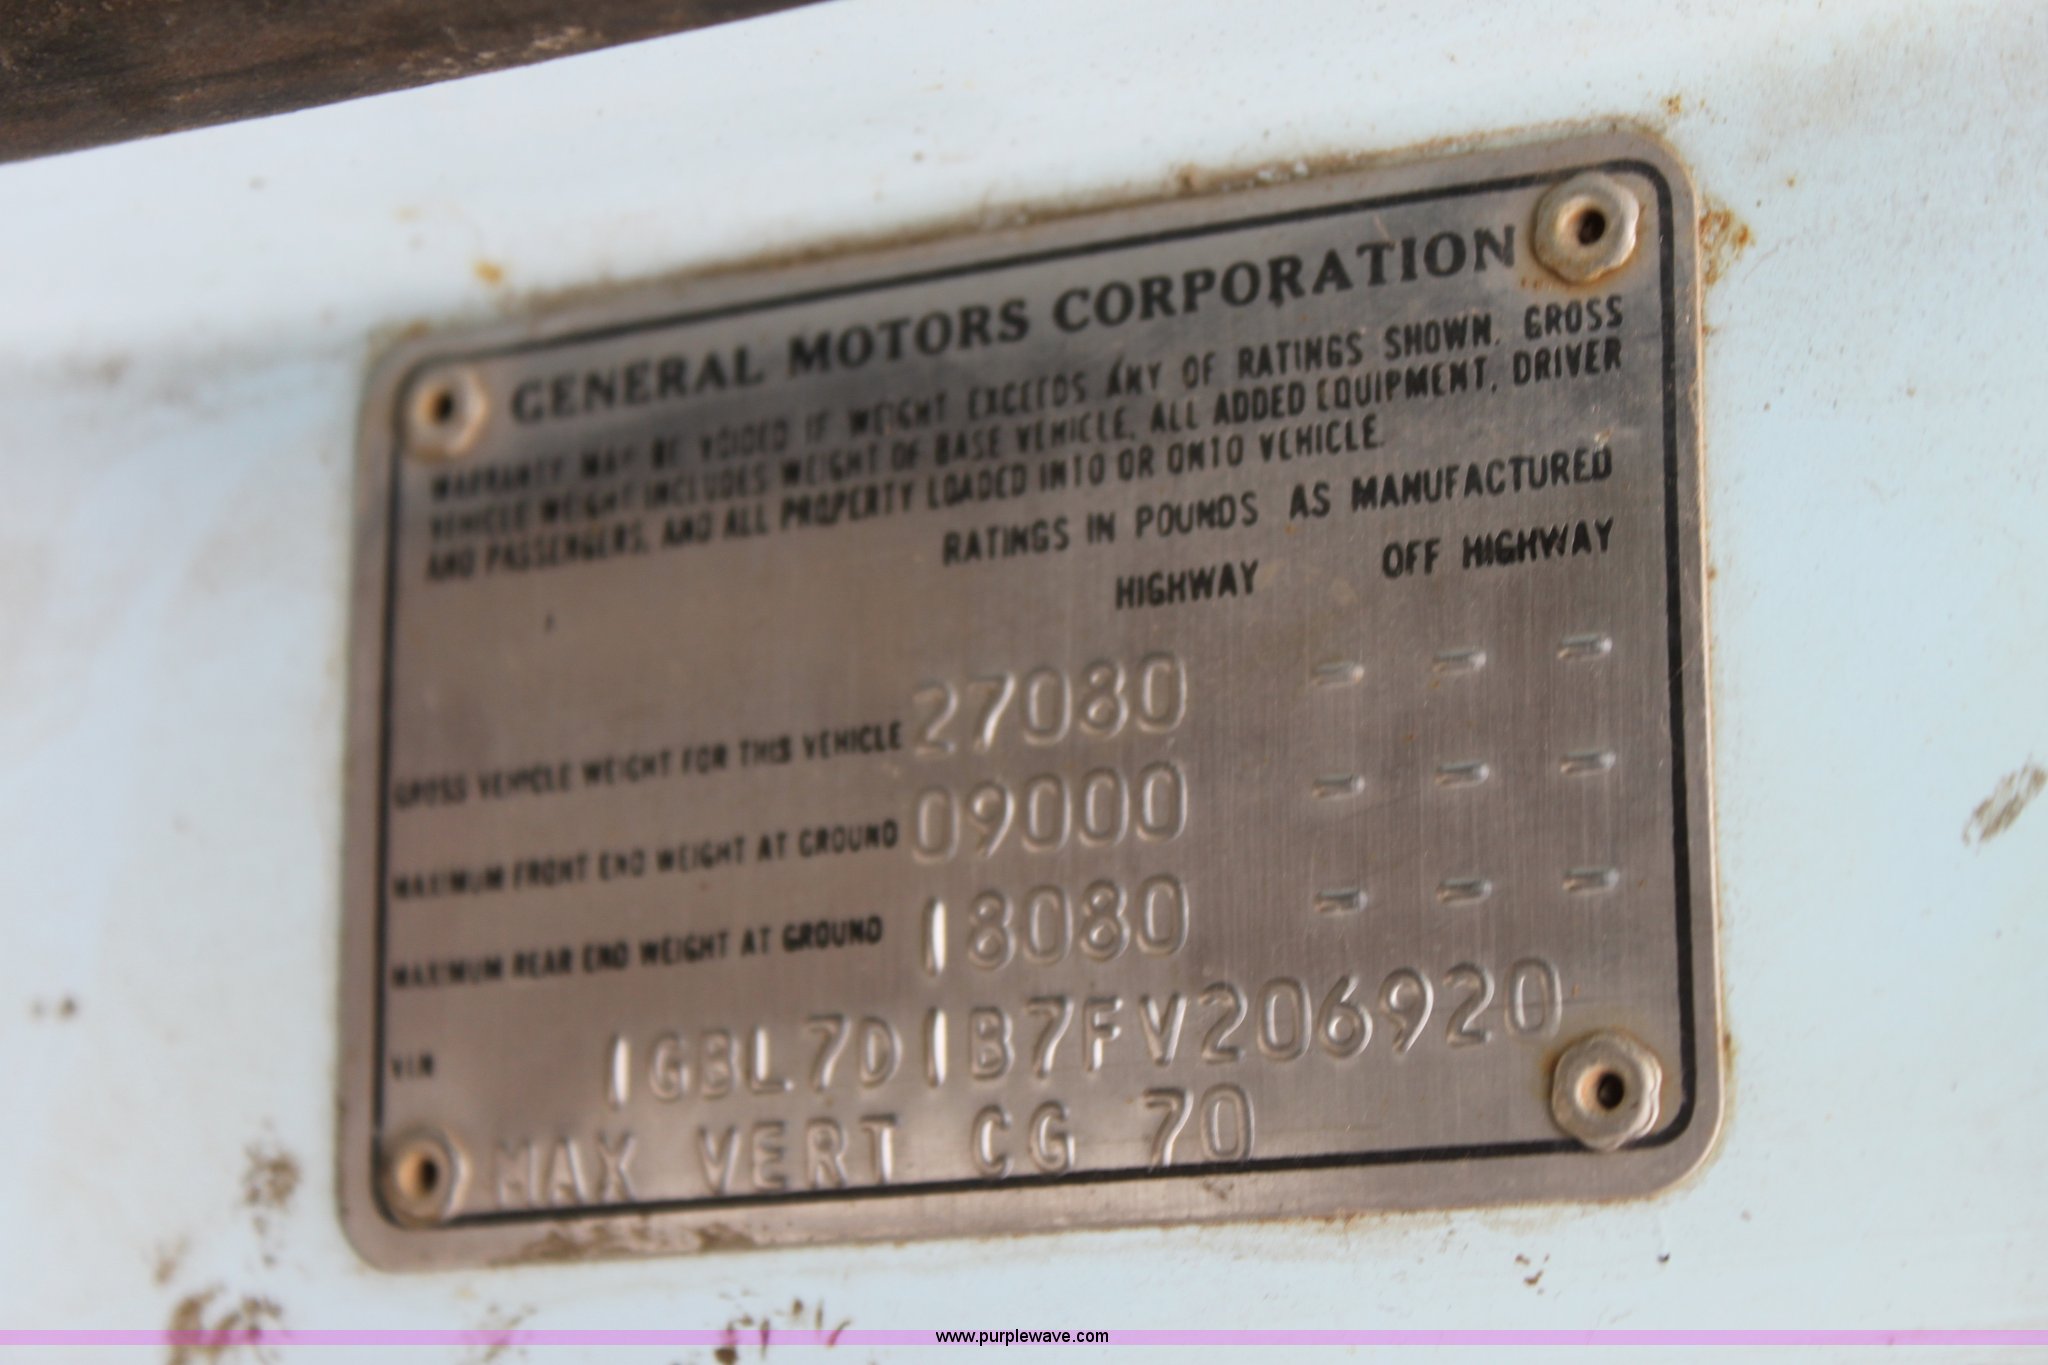 GENERAL MOTORS CORPORATION
WARRANTY MAY BE VOIDED IF WEIGHT EXCEEDS ANY OF RATINGS SHOWN. GROSS
VEHICLE WEIGHT INCLUDES WEIGHT OF BASE VEHICLE, ALL ADDED EQUIPMENT, DRIVER
AND PASSENGERS, AND ALL PROPERTY LOADED INTO OR ONTO VEHICLE.
RATINGS IN POUNDS AS MANUFACTURED
HIGHWAY OFF HIGHWAY
GROSS VEHICLE WEIGHT FOR THIS VEHICLE 27080 - - -
MAXIMUM FRONT END WEIGHT AT GROUND 09000 - - -
MAXIMUM REAR END WEIGHT AT GROUND 18080 - - -
VIN 1GBL7D1B7FV206920
MAX VERT CG 70
www.purplewave.com